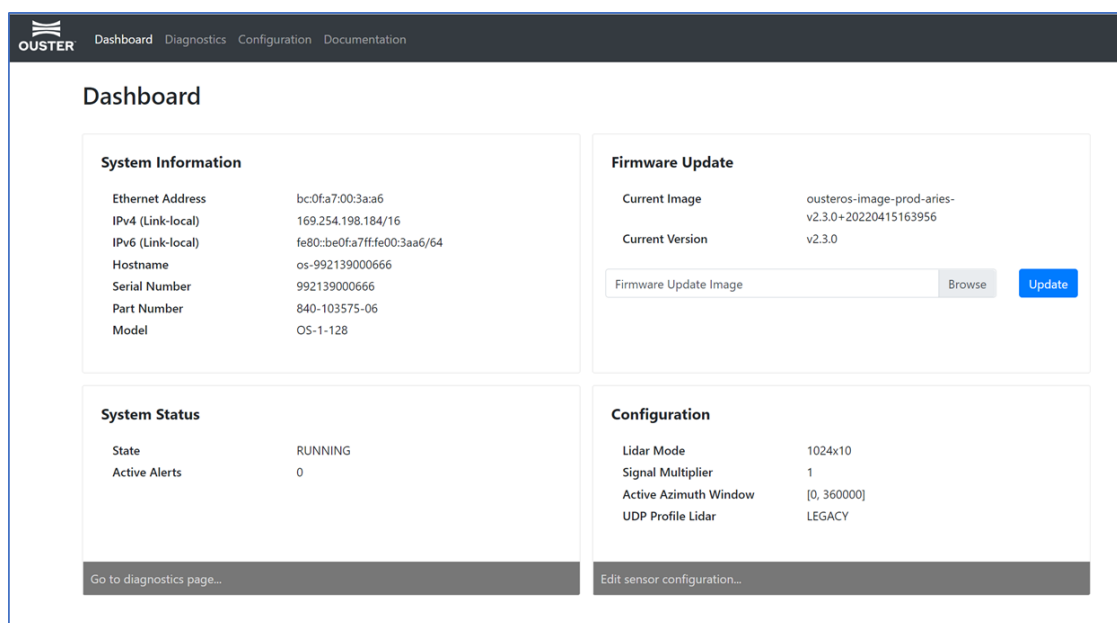 OUSTER
Dashboard Diagnostics Configuration Documentation
Dashboard
System Information
Ethernet Address bc:0f:a7:00:3a:a6
IPv4 (Link-local) 169.254.198.184/16
IPv6 (Link-local) fe80::be0f:a7ff:fe00:3aa6/64
Hostname os-992139000666
Serial Number 992139000666
Part Number 840-103575-06
Model OS-1-128
Firmware Update
Current Image ousteros-image-prod-aries-
v2.3.0+20220415163956
Current Version v2.3.0
Firmware Update Image Browse Update
System Status
State RUNNING
Active Alerts 0
Go to diagnostics page...
Configuration
Lidar Mode 1024x10
Signal Multiplier 1
Active Azimuth Window [0, 360000]
UDP Profile Lidar LEGACY
Edit sensor configuration...